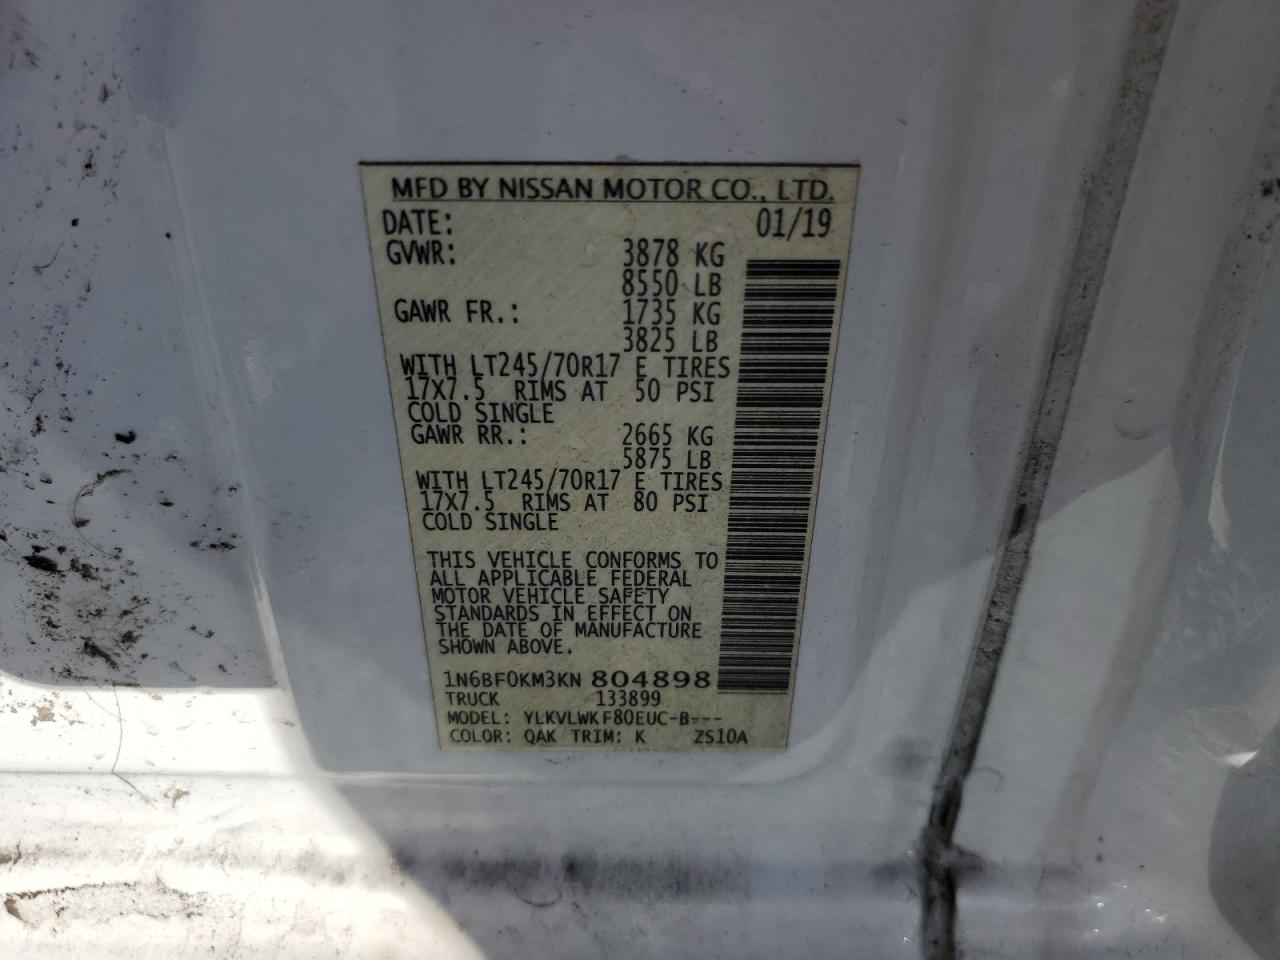 MFD BY NISSAN MOTOR CO., LTD.
DATE: 01/19
GVWR: 3878 KG
8550 LB
GAWR FR.: 1735 KG
3825 LB
WITH LT245/70R17 E TIRES
17X7.5 RIMS AT 50 PSI
COLD SINGLE
GAWR RR.: 2665 KG
5875 LB
WITH LT245/70R17 E TIRES
17X7.5 RIMS AT 80 PSI
COLD SINGLE
THIS VEHICLE CONFORMS TO
ALL APPLICABLE FEDERAL
MOTOR VEHICLE SAFETY
STANDARDS IN EFFECT ON
THE DATE OF MANUFACTURE
SHOWN ABOVE.
1N6BF0KM3KN 804898
TRUCK 133899
MODEL: YLKVLWKF80EUC-B---
COLOR: QAK TRIM: K ZS10A